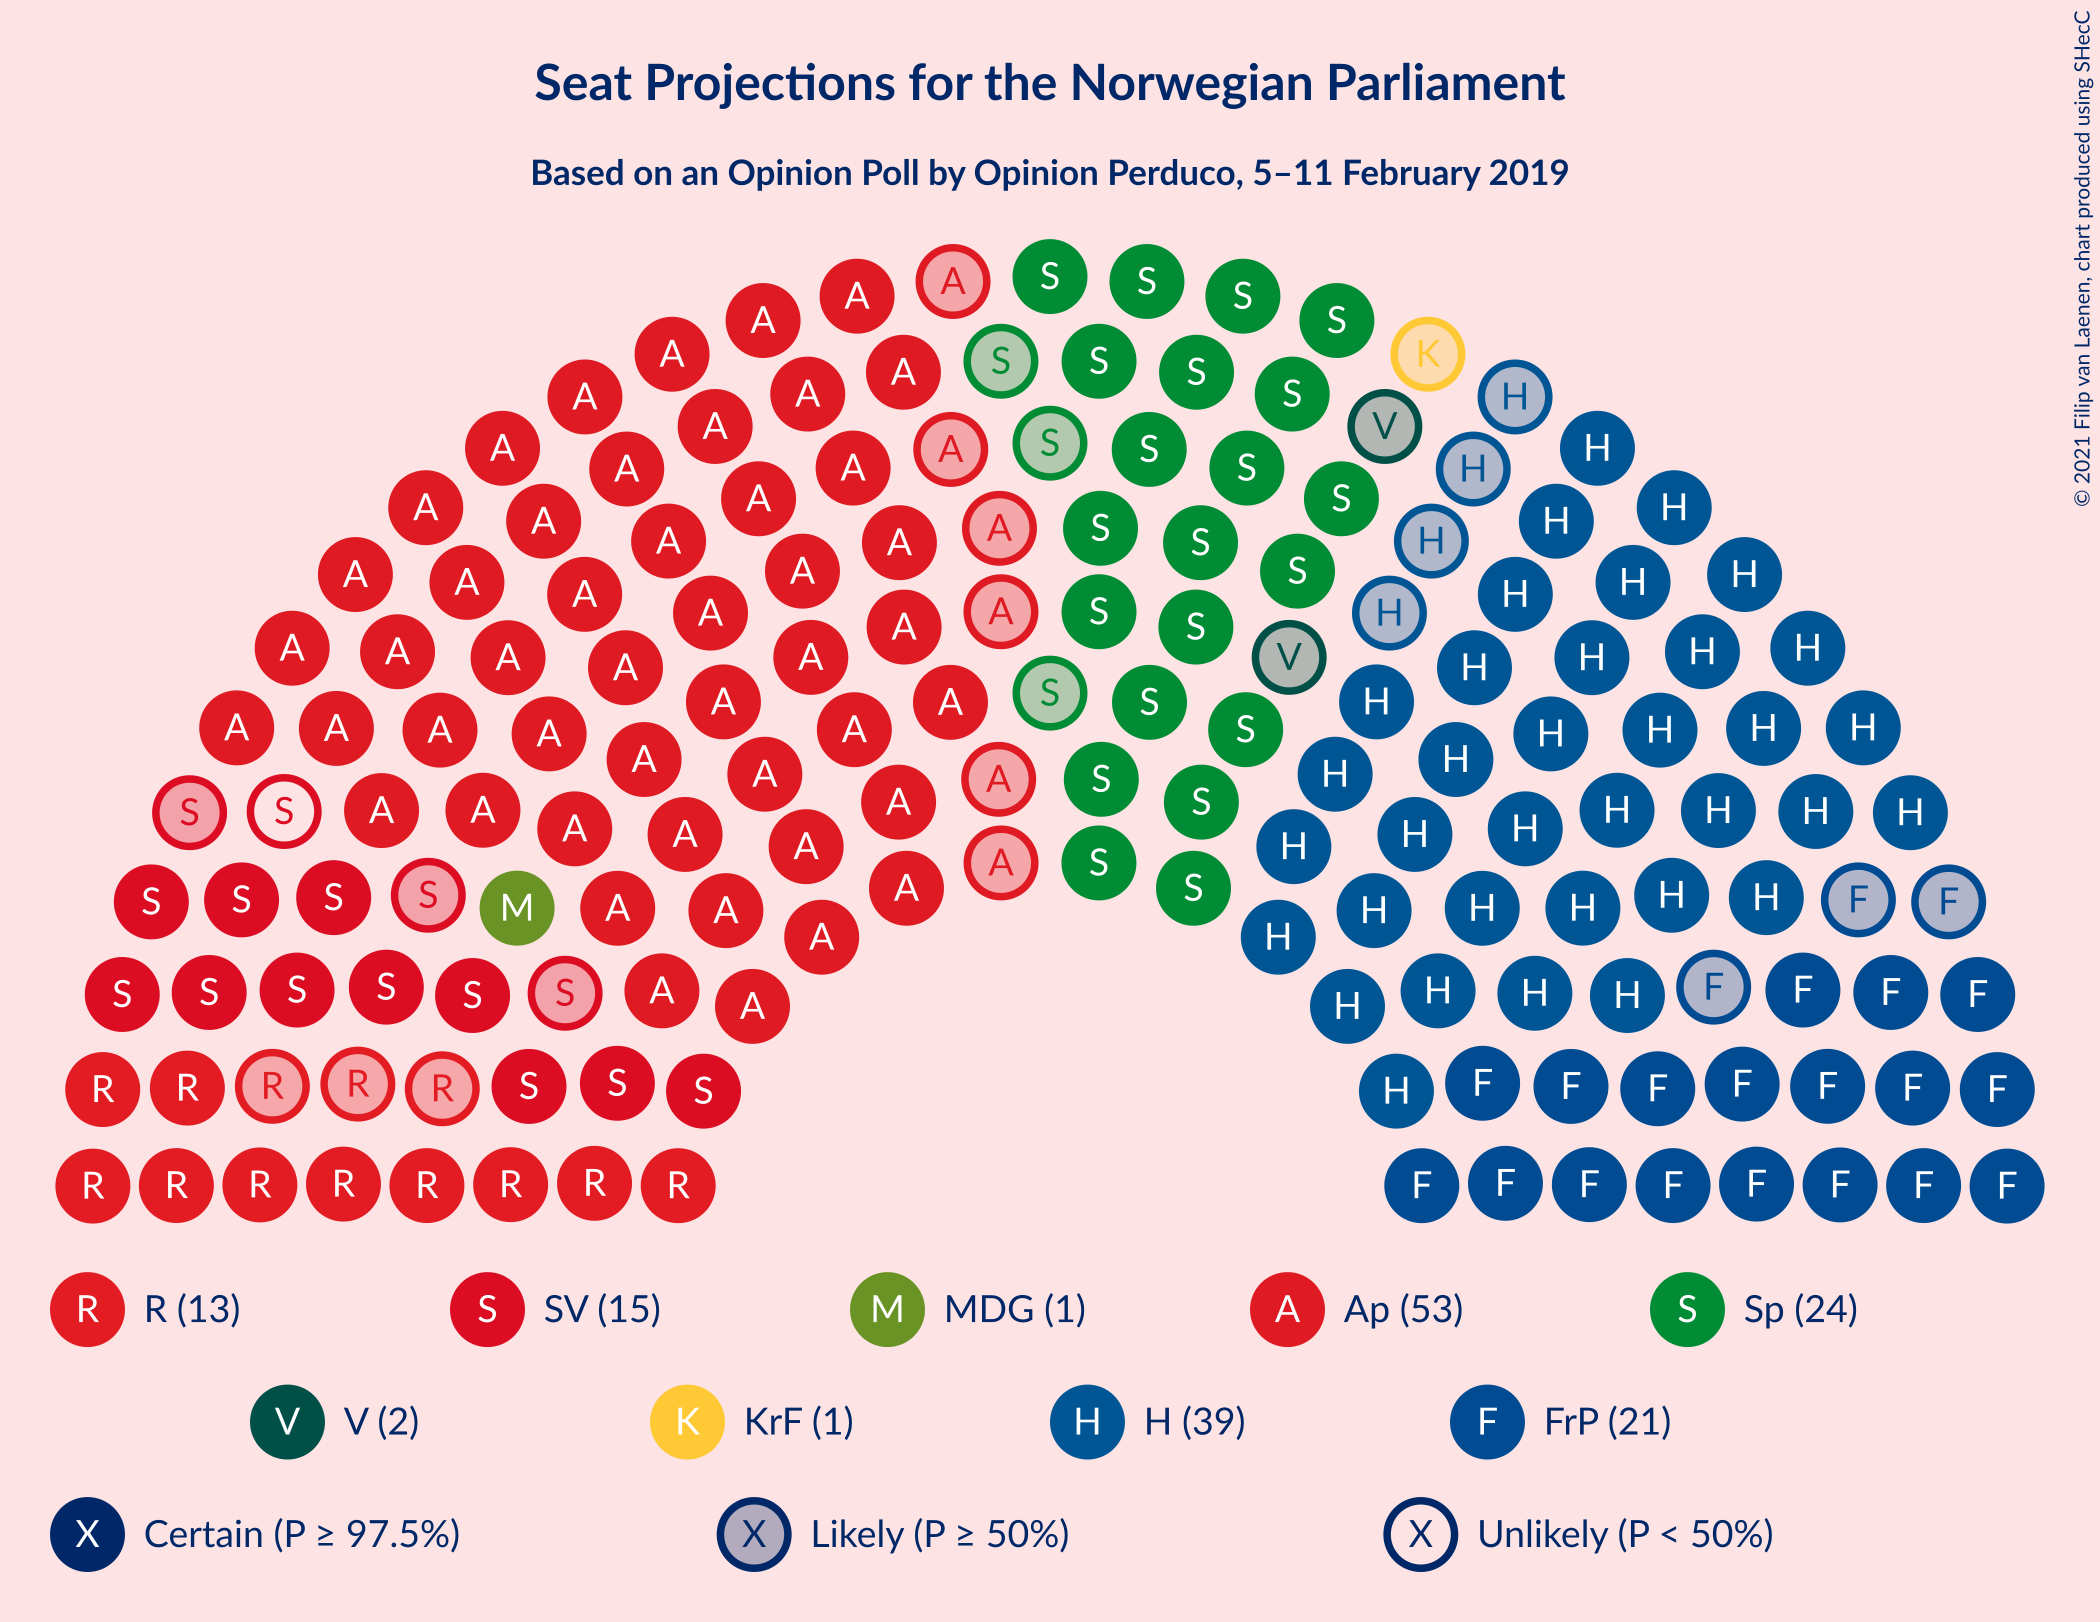 Seat Projections for the Norwegian Parliament
Based on an Opinion Poll by Opinion Perduco, 5–11 February 2019
© 2021 Filip van Laenen, chart produced using SHecC
A A A S S S S
A A A S S S S K H
A A A A S S S V H H
A A A A A S S S S H H
A A A A A S S S H H H
A A A A A A S S V H H H H
A A A A A A S S S H H H H H
A A A A A A A S S H H H H H H
S S A A A A A A S S H H H H H H H
S S S S M A A A A S S H H H H H H F F
S S S S S S A A H H H H F F F F
R R R R R S S S H F F F F F F F
R R R R R R R R F F F F F F F F
R R (13) S SV (15) M MDG (1) A Ap (53) S Sp (24)
V V (2) K KrF (1) H H (39) F FrP (21)
X Certain (P ≥ 97.5%) X Likely (P ≥ 50%) X Unlikely (P < 50%)